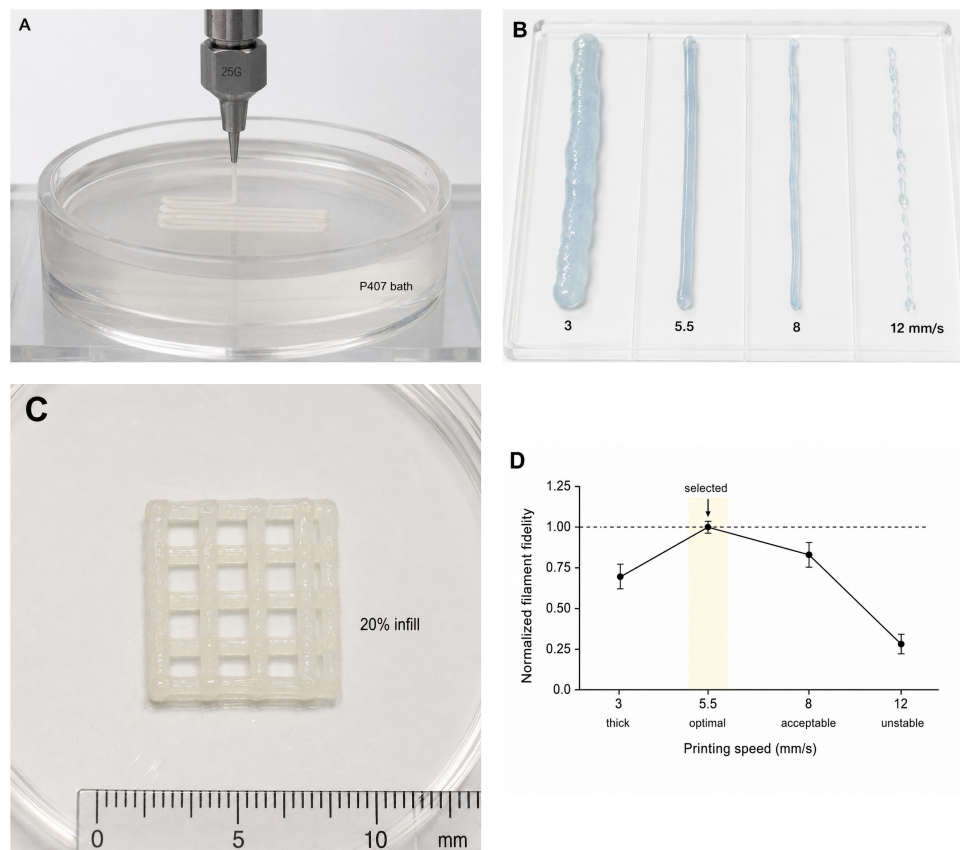 A
25G
P407 bath
B
3
5.5
8
12 mm/s
C
20% infill
0
5
10
mm
D
selected
1.25
1.00
0.75
0.50
0.25
0.0
Normalized filament fidelity
3
5.5
8
12
thick
optimal
acceptable
unstable
Printing speed (mm/s)